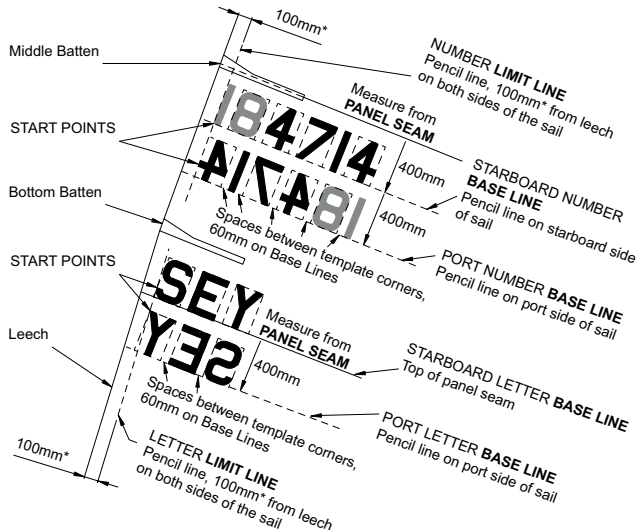 100mm*
Middle Batten
NUMBER LIMIT LINE
Pencil line, 100mm* from leech
on both sides of the sail
Measure from
PANEL SEAM
START POINTS
184714
400mm
STARBOARD NUMBER
BASE LINE
Pencil line on starboard side
of sail
417481
400mm
Bottom Batten
Spaces between template corners,
60mm on Base Lines
PORT NUMBER BASE LINE
Pencil line on port side of sail
START POINTS
SEY
Measure from
PANEL SEAM
STARBOARD LETTER BASE LINE
Top of panel seam
Leech
YES
400mm
Spaces between template corners,
60mm on Base Lines
PORT LETTER BASE LINE
Pencil line on port side of sail
100mm*
LETTER LIMIT LINE
Pencil line, 100mm* from leech
on both sides of the sail